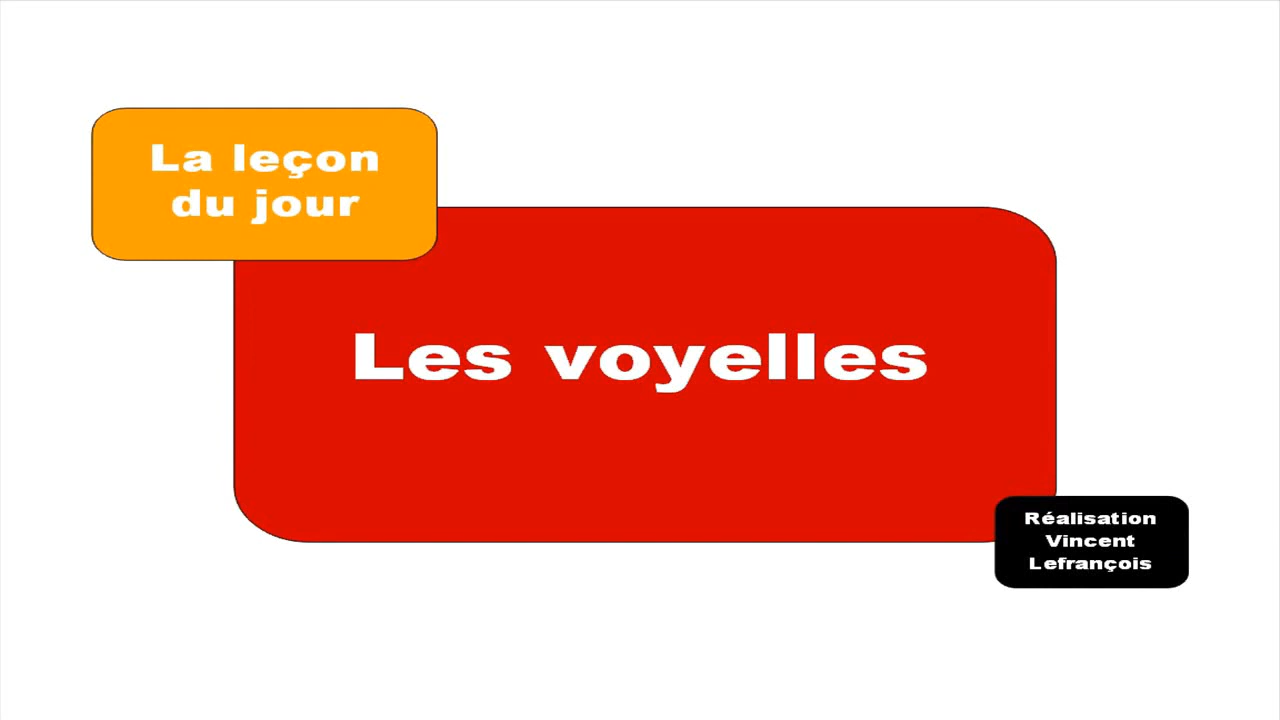 La leçon
du jour
Les voyelles
Réalisation
Vincent
Lefrançois